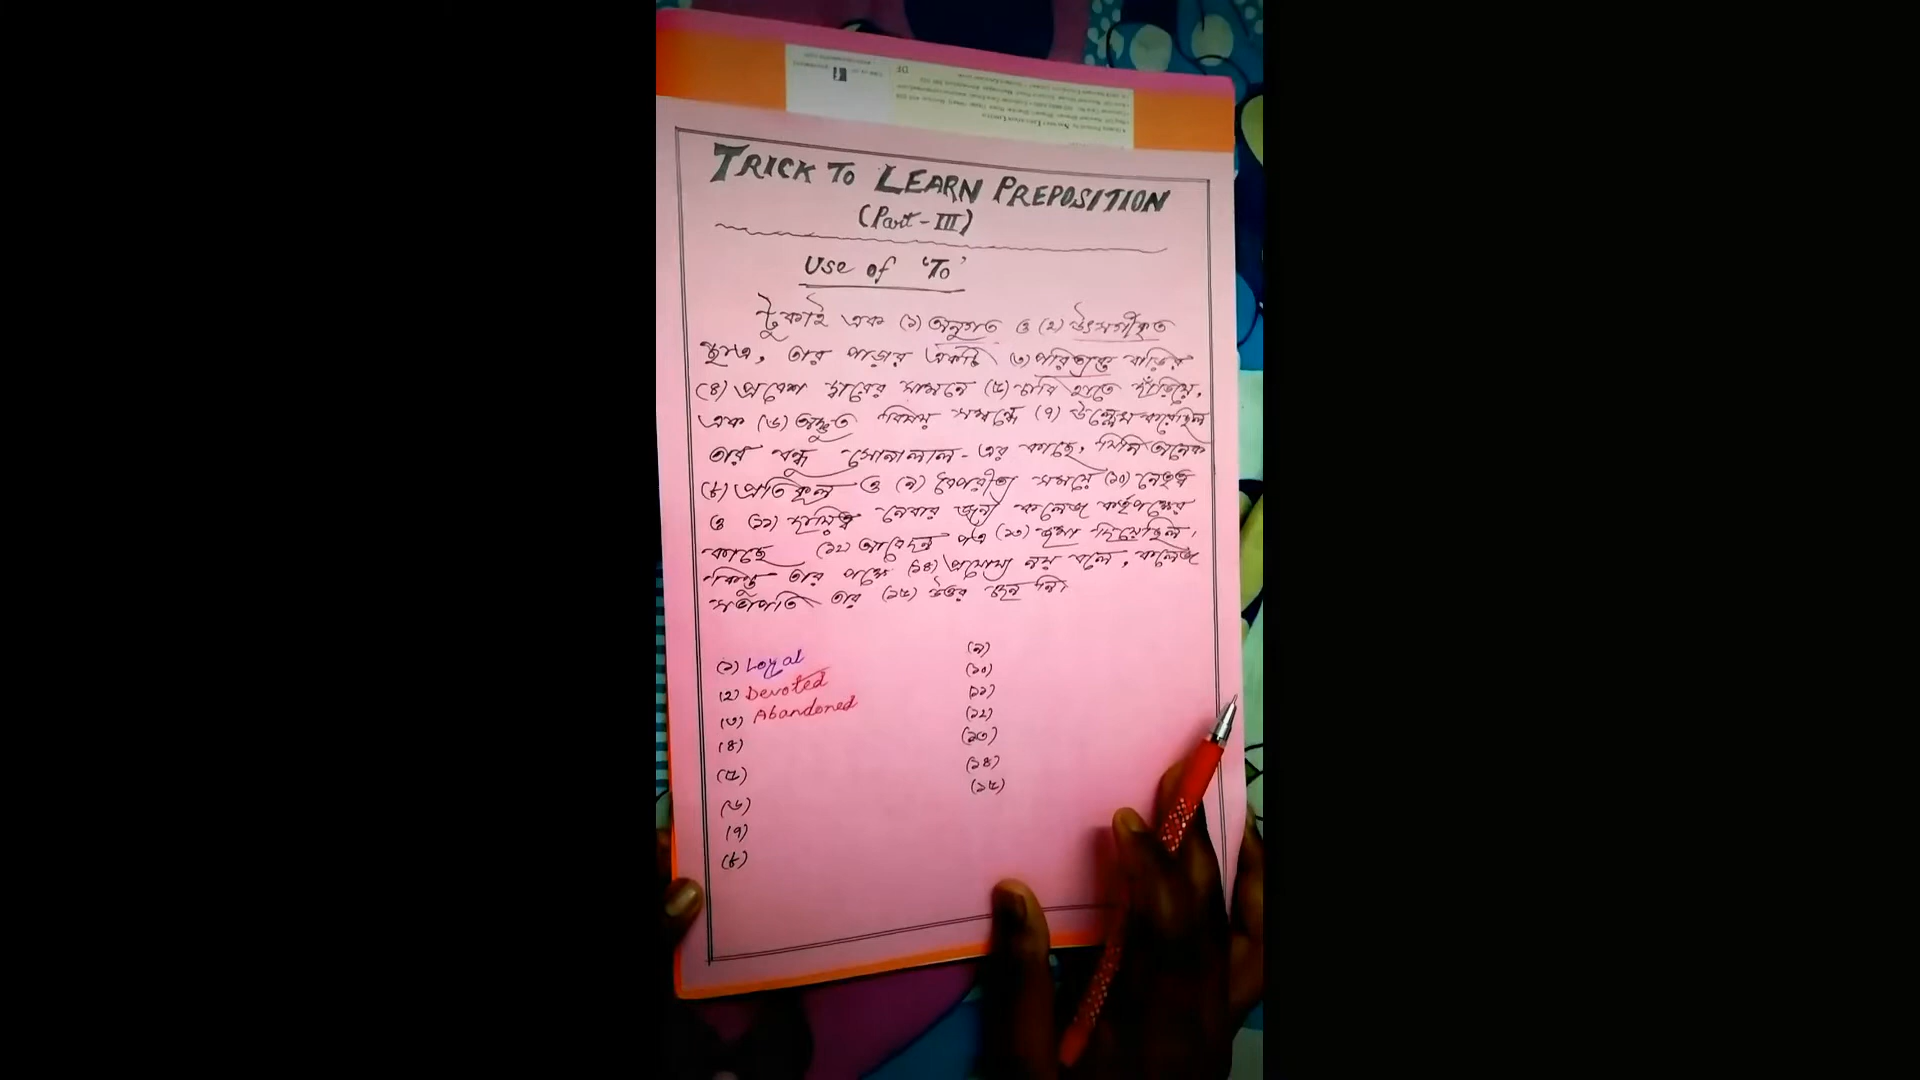 TRICK TO LEARN PREPOSITION
(Part-III)
Use of 'To'
টুকাই এক (১) অনুগত ও (২) উৎসর্গীকৃত
ছাত্র, তার পাড়ার একটি (৩) পরিত্যক্ত বাড়ির
(৪) প্রবেশ দ্বারের সামনে (৫) চাবি হাতে দাঁড়িয়ে,
এক (৬) অদ্ভুত বিষয় সম্বন্ধে (৭) উল্লেখ করেছিল
তার বন্ধু সোনালাল-এর কাছে, যিনি অনেক
(৮) প্রতিকূল ও (৯) বৈপরীত্য সময়ে (১০) নেতৃত্ব
ও (১১) দায়িত্ব নেবার জন্য কলেজ কর্তৃপক্ষের
কাছে (১২) আবেদন পত্র (১৩) জমা দিয়েছিল,
কিন্তু তার পক্ষে (১৪) প্রযোজ্য নয় বলে, কলেজ
সভাপতি তার (১৫) উত্তর দেন নি।
(১) Loyal
(২) Devoted
(৩) Abandoned
(৪)
(৫)
(৬)
(৭)
(৮)
(৯)
(১০)
(১১)
(১২)
(১৩)
(১৪)
(১৫)